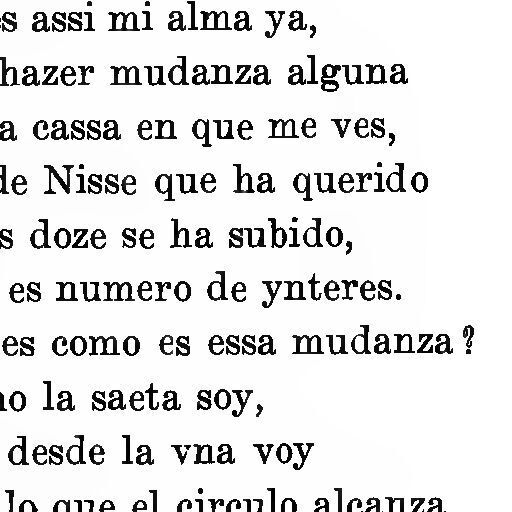 s assi mi alma ya,
hazer mudanza alguna
a cassa en que me ves,
de Nisse que ha querido
s doze se ha subido,
es numero de ynteres.
es como es essa mudanza?
no la saeta soy,
desde la vna voy
lo que el circulo alcanza